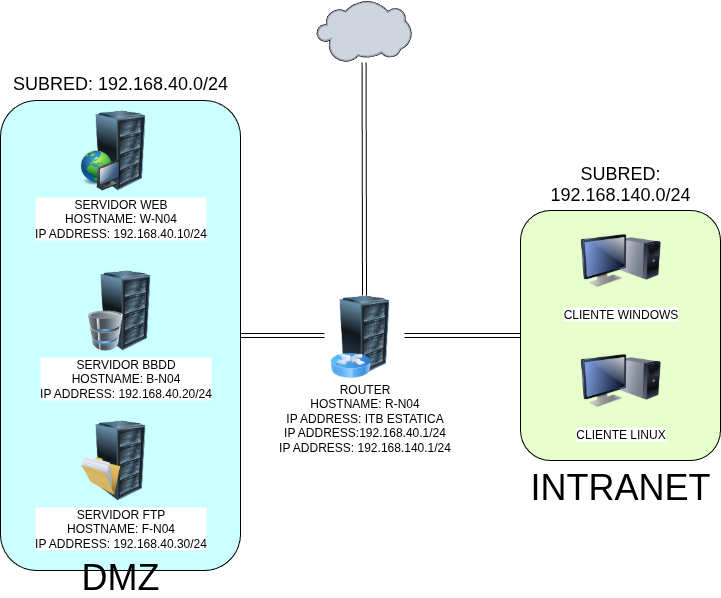 SUBRED: 192.168.40.0/24
SERVIDOR WEB
HOSTNAME: W-N04
IP ADDRESS: 192.168.40.10/24
SERVIDOR BBDD
HOSTNAME: B-N04
IP ADDRESS: 192.168.40.20/24
SERVIDOR FTP
HOSTNAME: F-N04
IP ADDRESS: 192.168.40.30/24
DMZ
ROUTER
HOSTNAME: R-N04
IP ADDRESS: ITB ESTATICA
IP ADDRESS:192.168.40.1/24
IP ADDRESS: 192.168.140.1/24
SUBRED:
192.168.140.0/24
CLIENTE WINDOWS
CLIENTE LINUX
INTRANET